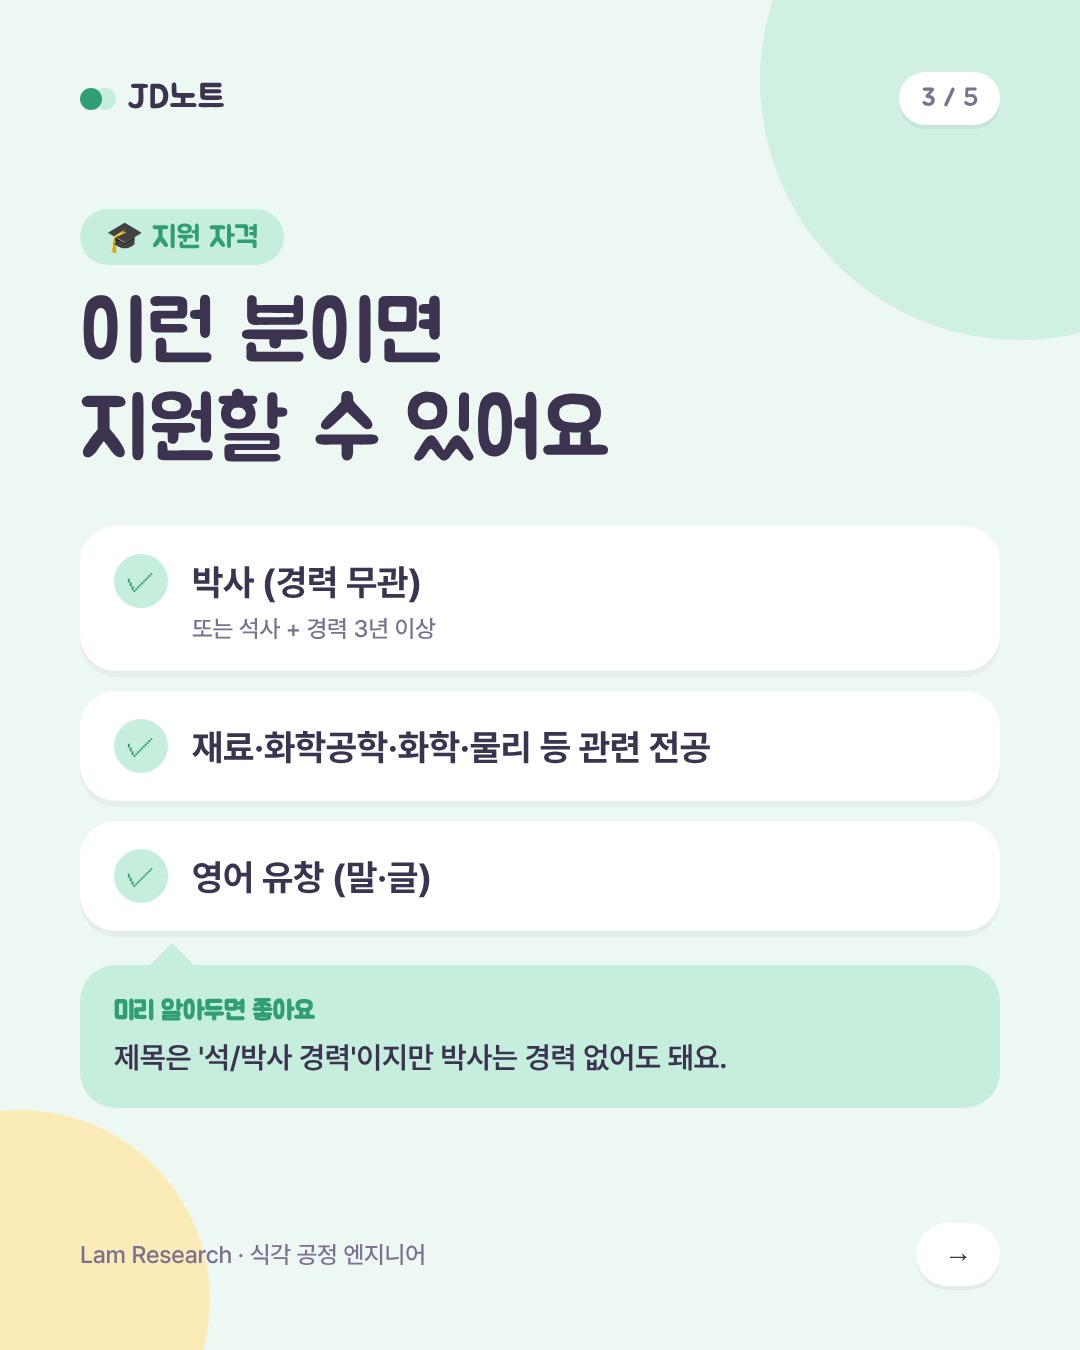 JD노트
3 / 5
🎓 지원 자격
이런 분이면
지원할 수 있어요
✓ 박사 (경력 무관)
또는 석사 + 경력 3년 이상
✓ 재료·화학공학·화학·물리 등 관련 전공
✓ 영어 유창 (말·글)
미리 알아두면 좋아요
제목은 '석/박사 경력'이지만 박사는 경력 없어도 돼요.
Lam Research · 식각 공정 엔지니어
→